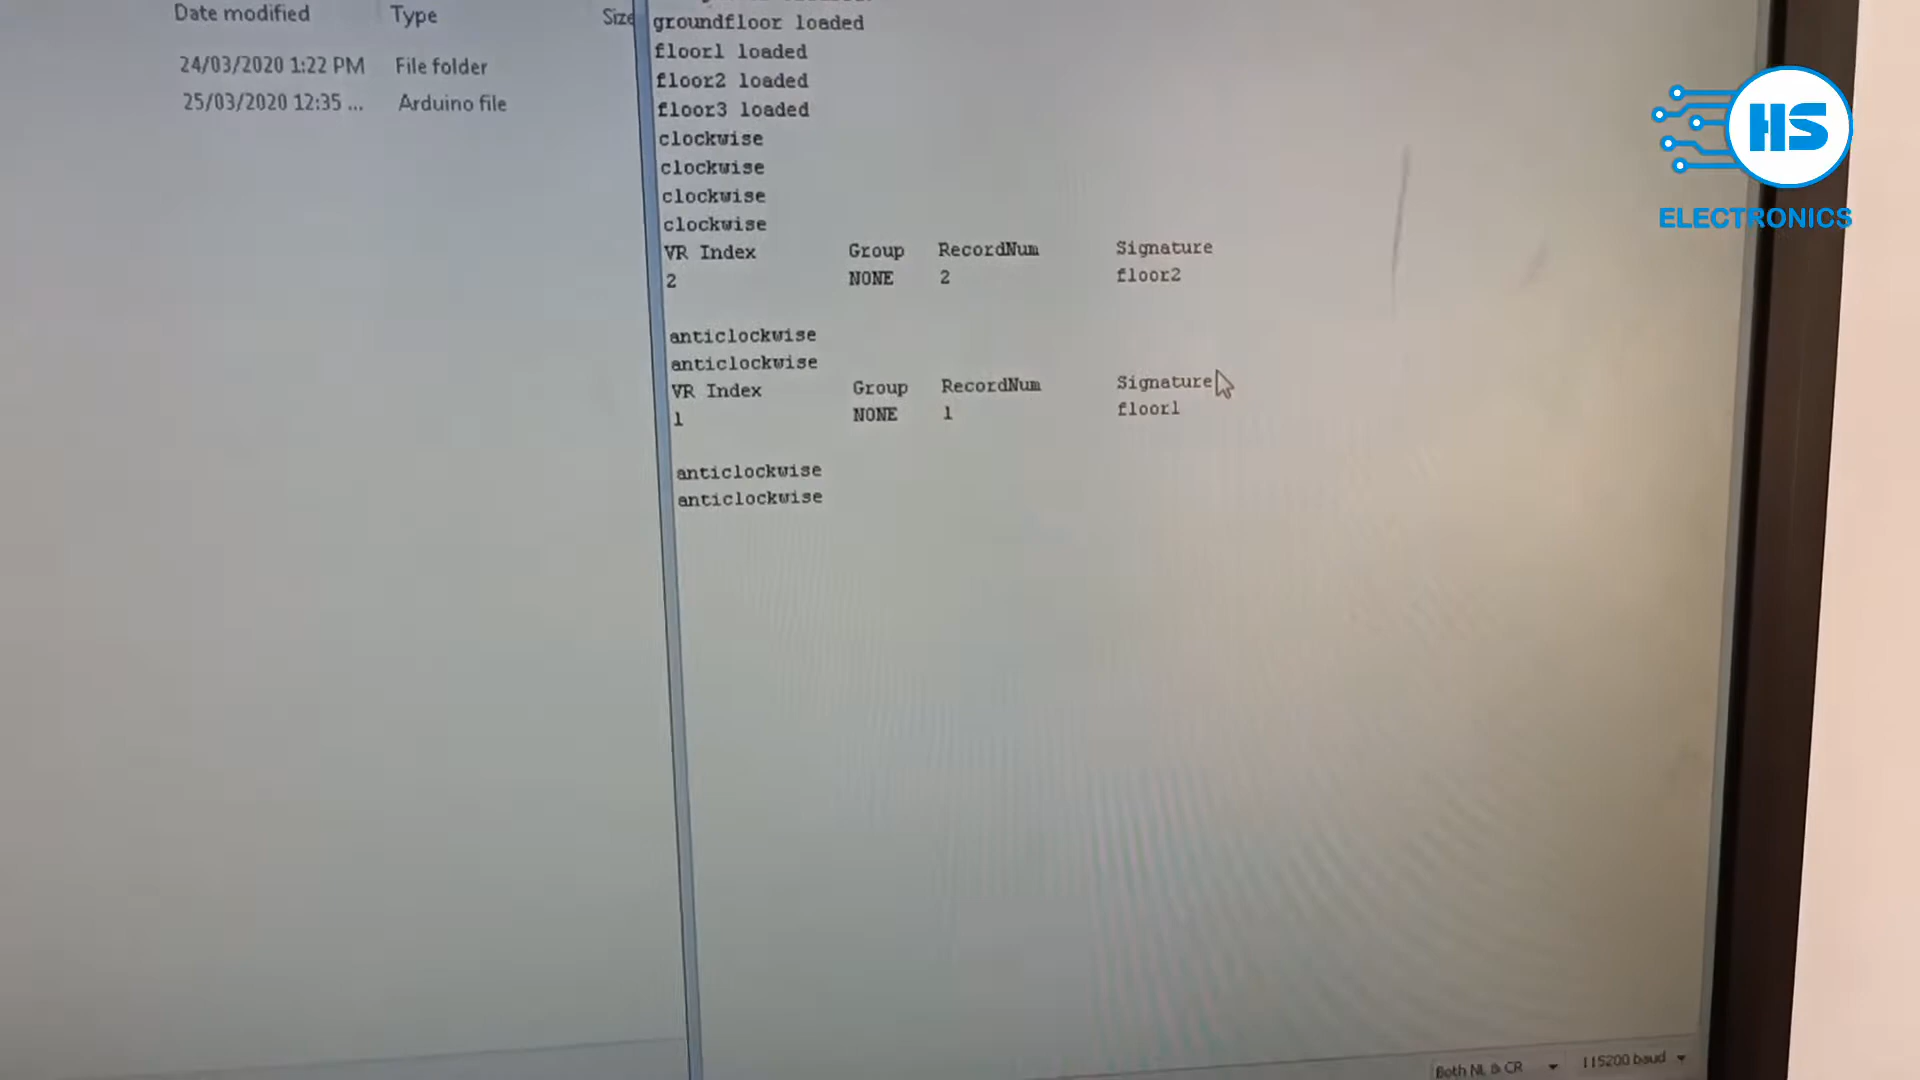 Date modified Type Size
24/03/2020 1:22 PM File folder
25/03/2020 12:35 ... Arduino file
groundfloor loaded
floor1 loaded
floor2 loaded
floor3 loaded
clockwise
clockwise
clockwise
clockwise
VR Index Group RecordNum Signature
2 NONE 2 floor2
anticlockwise
anticlockwise
VR Index Group RecordNum Signature
1 NONE 1 floor1
anticlockwise
anticlockwise
Both NL & CR 115200 baud
HS
ELECTRONICS